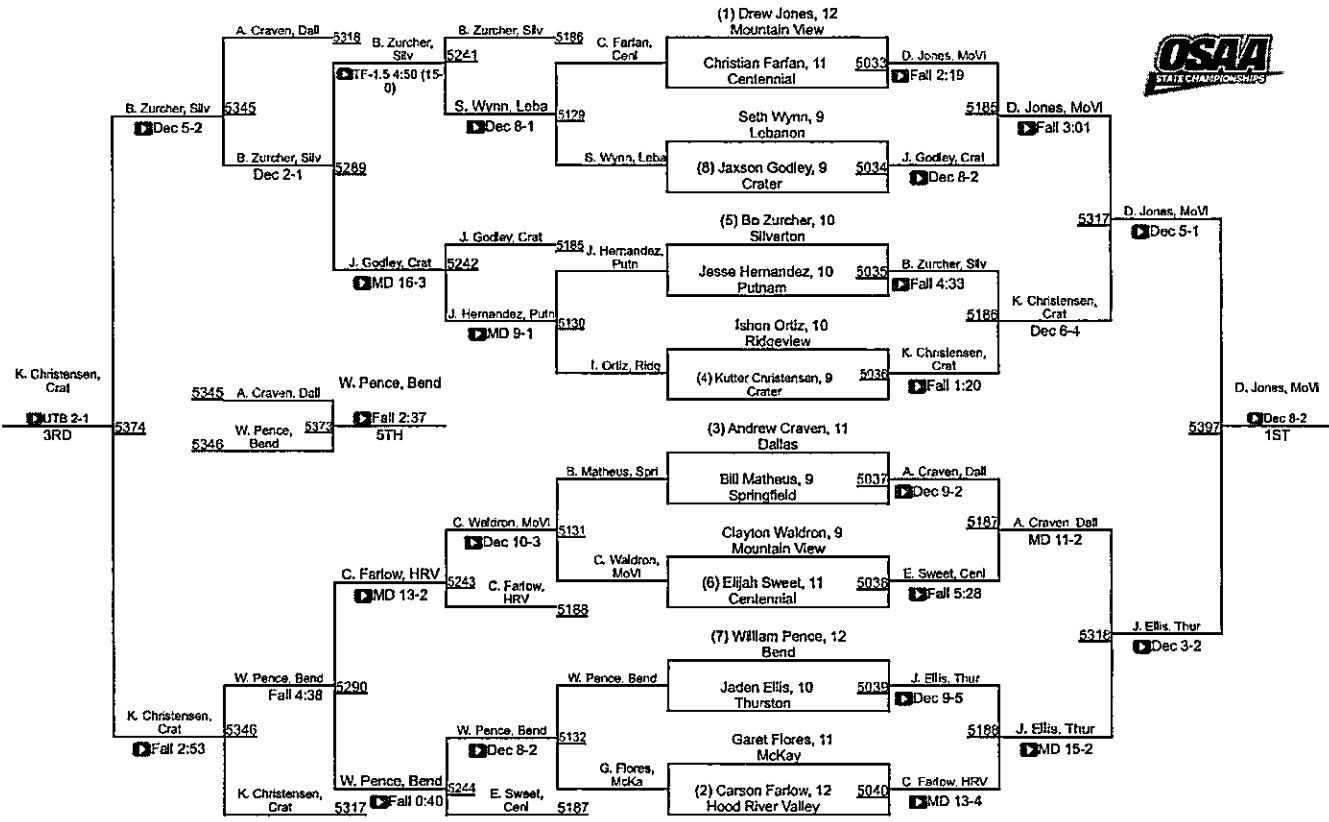 OSAA
STATE CHAMPIONSHIPS
A. Craven, Dall
5318
B. Zurcher,
Silv
5241
TF-1.5 4:50 (15-
0)
B. Zurcher, Silv
5186
S. Wynn, Leba
Dec 8-1
5129
C. Farfan,
Cenl
S. Wynn, Leba
B. Zurcher, Silv
5345
Dec 5-2
B. Zurcher, Silv
Dec 2-1
5289
J. Godley, Crat
5242
MD 16-3
J. Godley, Crat
5185
J. Hernandez, Putn
MD 9-1
5130
J. Hernandez,
Putn
I. Ortiz, Ridg
(1) Drew Jones, 12
Mountain View
Christian Farfan, 11
Centennial
5033
D. Jones, MoVi
Fall 2:19
Seth Wynn, 9
Lebanon
(8) Jaxson Godley, 9
Crater
5034
J. Godley, Crat
Dec 8-2
5185
D. Jones, MoVi
Fall 3:01
(5) Bo Zurcher, 10
Silverton
Jesse Hernandez, 10
Putnam
5035
B. Zurcher, Silv
Fall 4:33
Ishon Ortiz, 10
Ridgeview
(4) Kutter Christensen, 9
Crater
5036
K. Christensen,
Crat
Fall 1:20
5186
K. Christensen,
Crat
Dec 6-4
5317
D. Jones, MoVi
Dec 5-1
K. Christensen,
Crat
UTB 2-1
3RD
5374
5345 A. Craven, Dall
5346 W. Pence,
Bend
5373
W. Pence, Bend
Fall 2:37
5TH
5397
D. Jones, MoVi
Dec 8-2
1ST
(3) Andrew Craven, 11
Dallas
Bill Matheus, 9
Springfield
5037
A. Craven, Dall
Dec 9-2
Clayton Waldron, 9
Mountain View
(6) Elijah Sweet, 11
Centennial
5038
E. Sweet, Cenl
Fall 5:28
5187
A. Craven, Dall
MD 11-2
B. Matheus, Spri
C. Waldron,
MoVi
5131
C. Waldron, MoVi
Dec 10-3
C. Farlow,
HRV
5188
C. Farlow, HRV
5243
MD 13-2
(7) William Pence, 12
Bend
Jaden Ellis, 10
Thurston
5039
J. Ellis, Thur
Dec 9-5
Garet Flores, 11
McKay
(2) Carson Farlow, 12
Hood River Valley
5040
C. Farlow, HRV
MD 13-4
5188
J. Ellis, Thur
MD 15-2
5318
J. Ellis, Thur
Dec 3-2
W. Pence, Bend
G. Flores,
McKa
5132
W. Pence, Bend
Dec 8-2
E. Sweet,
Cenl
5187
W. Pence, Bend
5244
Fall 0:40
W. Pence, Bend
Fall 4:38
5290
K. Christensen,
Crat
5317
K. Christensen,
Crat
5346
Fall 2:53